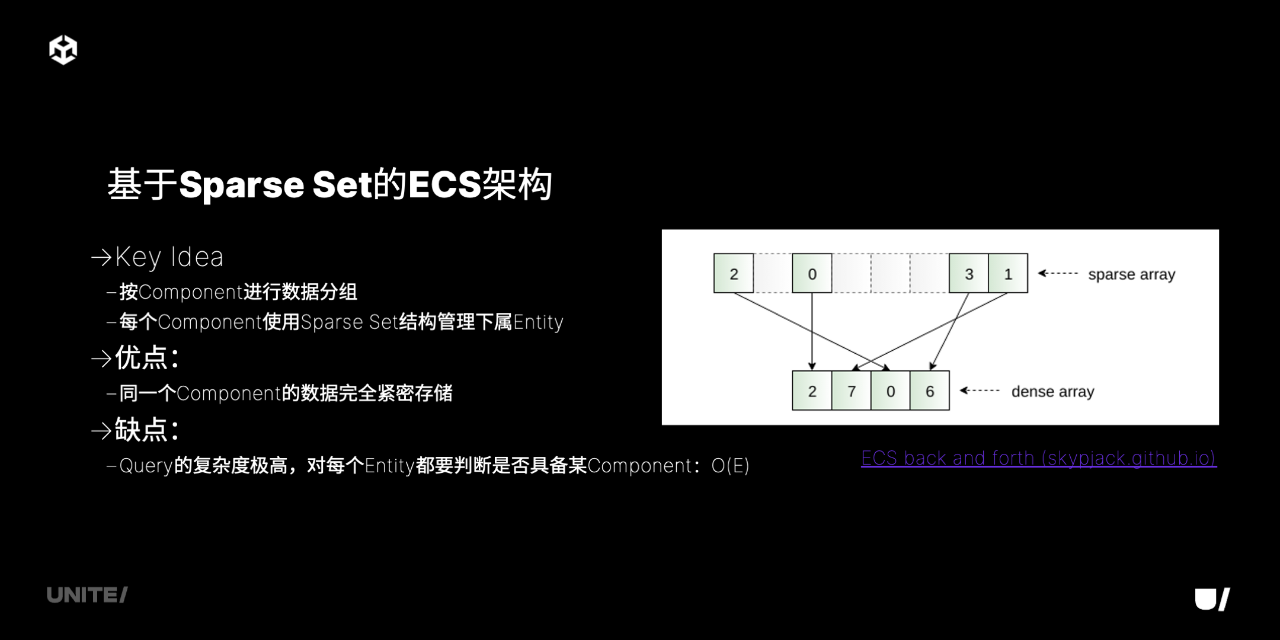 基于Sparse Set的ECS架构
→Key Idea
–按Component进行数据分组
–每个Component使用Sparse Set结构管理下属Entity
→优点：
–同一个Component的数据完全紧密存储
→缺点：
–Query的复杂度极高，对每个Entity都要判断是否具备某Component：O(E)
2 0 3 1 sparse array
2 7 0 6 dense array
ECS back and forth (skypjack.github.io)
UNITE/
U/